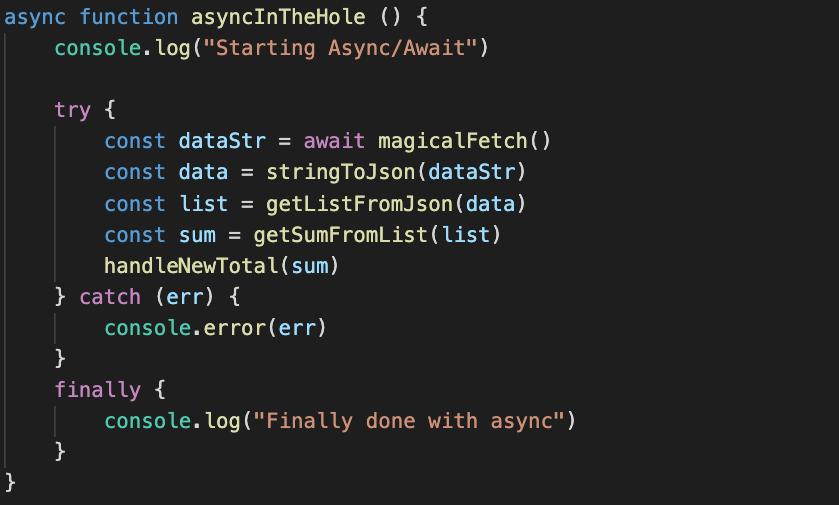 async function asyncInTheHole () {
    console.log("Starting Async/Await")

    try {
        const dataStr = await magicalFetch()
        const data = stringToJson(dataStr)
        const list = getListFromJson(data)
        const sum = getSumFromList(list)
        handleNewTotal(sum)
    } catch (err) {
        console.error(err)
    }
    finally {
        console.log("Finally done with async")
    }
}